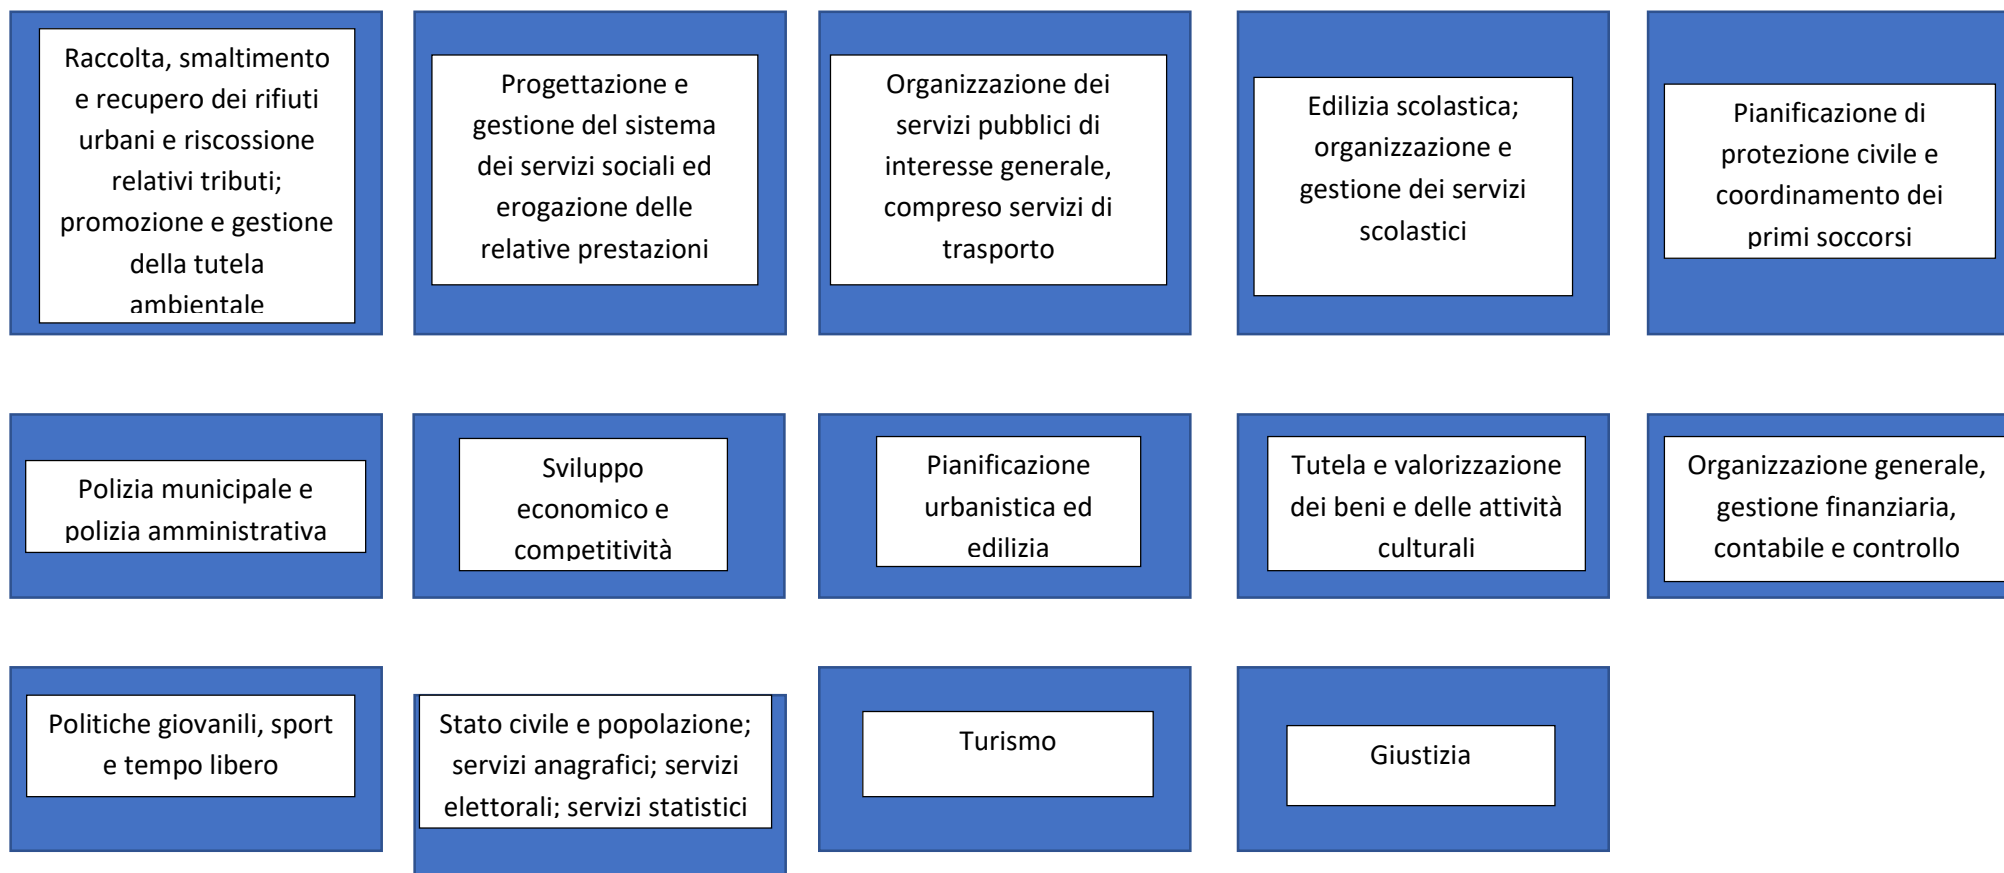 Raccolta, smaltimento
e recupero dei rifiuti
urbani e riscossione
relativi tributi;
promozione e gestione
della tutela
ambientale
Progettazione e
gestione del sistema
dei servizi sociali ed
erogazione delle
relative prestazioni
Organizzazione dei
servizi pubblici di
interesse generale,
compreso servizi di
trasporto
Edilizia scolastica;
organizzazione e
gestione dei servizi
scolastici
Pianificazione di
protezione civile e
coordinamento dei
primi soccorsi
Polizia municipale e
polizia amministrativa
Sviluppo
economico e
competitività
Pianificazione
urbanistica ed
edilizia
Tutela e valorizzazione
dei beni e delle attività
culturali
Organizzazione generale,
gestione finanziaria,
contabile e controllo
Politiche giovanili, sport
e tempo libero
Stato civile e popolazione;
servizi anagrafici; servizi
elettorali; servizi statistici
Turismo
Giustizia